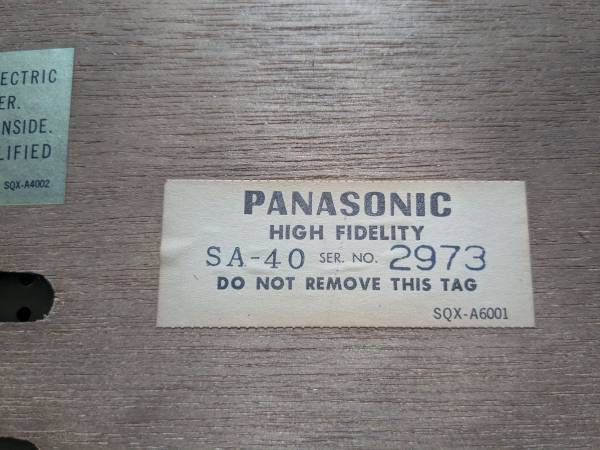 ECTRIC
ER.
NSIDE.
LIFIED
SQX-A4002
PANASONIC
HIGH FIDELITY
SA-40 SER. NO. 2973
DO NOT REMOVE THIS TAG
SQX-A6001